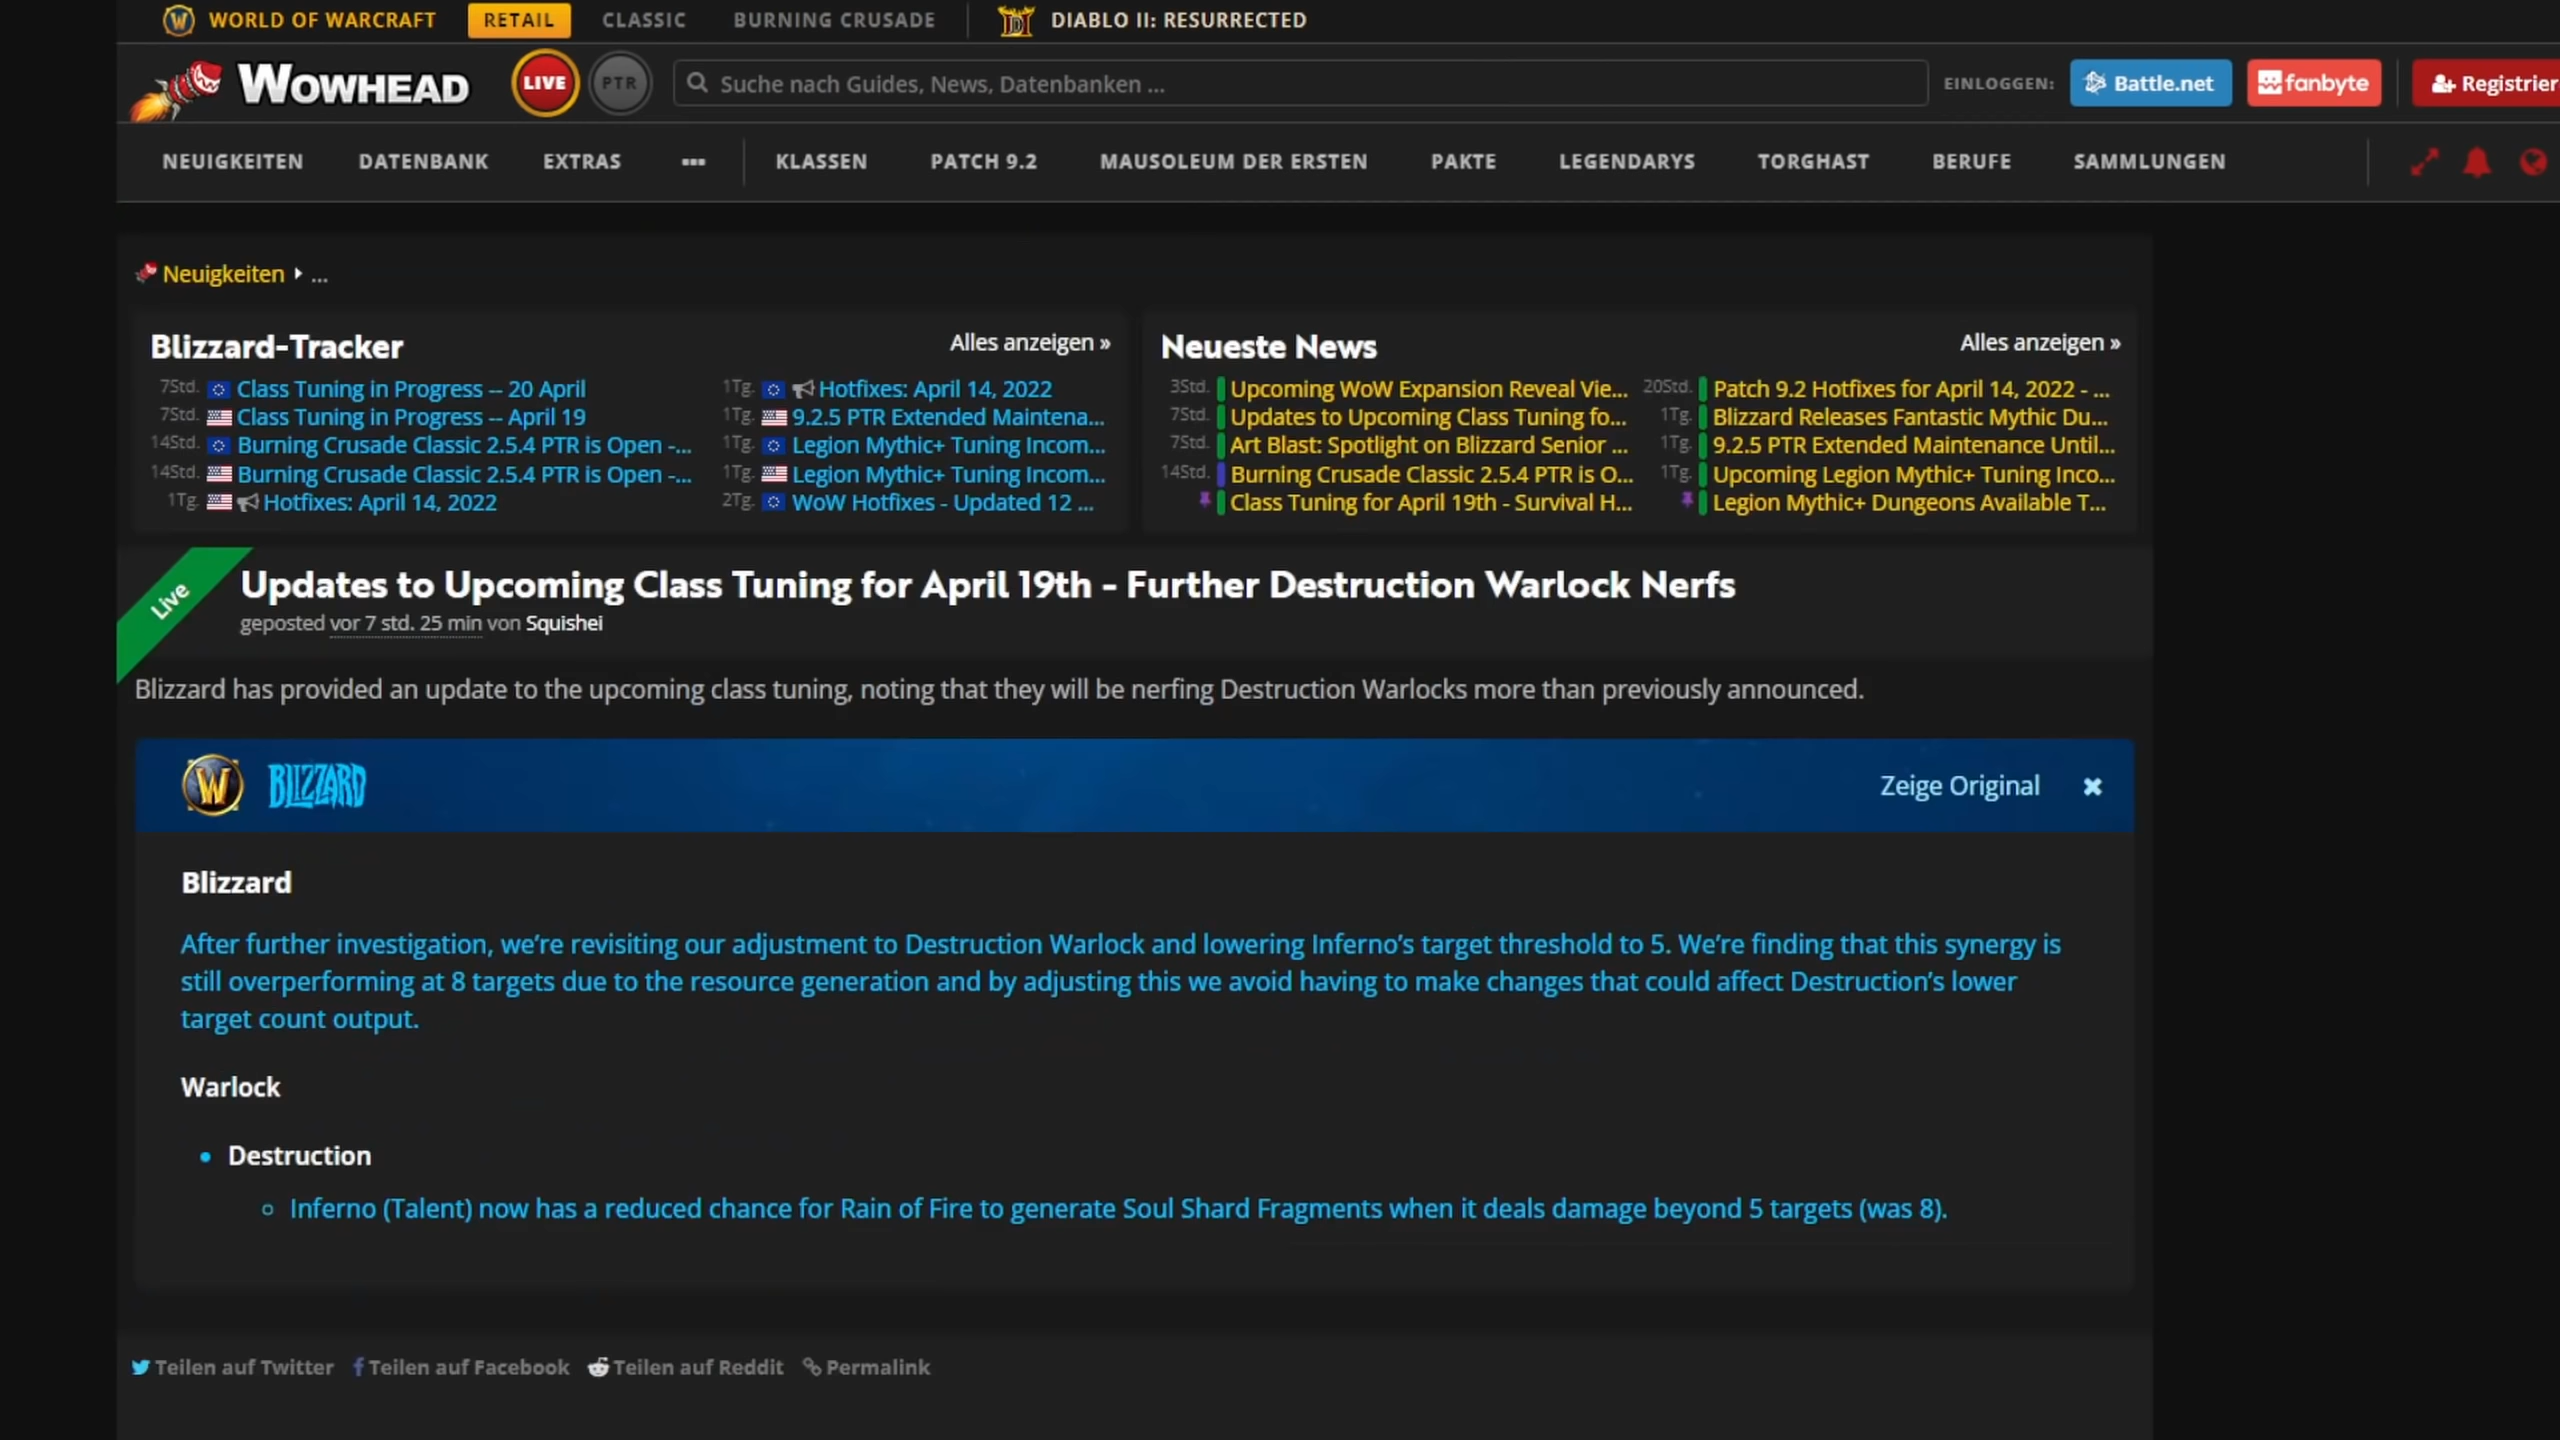 WORLD OF WARCRAFT RETAIL CLASSIC BURNING CRUSADE DIABLO II: RESURRECTED
WOWHEAD LIVE PTR Suche nach Guides, News, Datenbanken ... EINLOGGEN: Battle.net fanbyte Registrier
NEUIGKEITEN DATENBANK EXTRAS ••• KLASSEN PATCH 9.2 MAUSOLEUM DER ERSTEN PAKTE LEGENDARYS TORGHAST BERUFE SAMMLUNGEN
Neuigkeiten ...
Blizzard-Tracker Alles anzeigen »
7Std. Class Tuning in Progress -- 20 April
7Std. Class Tuning in Progress -- April 19
14Std. Burning Crusade Classic 2.5.4 PTR is Open -...
14Std. Burning Crusade Classic 2.5.4 PTR is Open -...
1Tg. Hotfixes: April 14, 2022
1Tg. Hotfixes: April 14, 2022
1Tg. 9.2.5 PTR Extended Maintena...
1Tg. Legion Mythic+ Tuning Incom...
1Tg. Legion Mythic+ Tuning Incom...
2Tg. WoW Hotfixes - Updated 12 ...
Neueste News Alles anzeigen »
3Std. Upcoming WoW Expansion Reveal Vie...
7Std. Updates to Upcoming Class Tuning fo...
7Std. Art Blast: Spotlight on Blizzard Senior ...
14Std. Burning Crusade Classic 2.5.4 PTR is O...
Class Tuning for April 19th - Survival H...
20Std. Patch 9.2 Hotfixes for April 14, 2022 - ...
1Tg. Blizzard Releases Fantastic Mythic Du...
1Tg. 9.2.5 PTR Extended Maintenance Until...
1Tg. Upcoming Legion Mythic+ Tuning Inco...
Legion Mythic+ Dungeons Available T...
Live
Updates to Upcoming Class Tuning for April 19th - Further Destruction Warlock Nerfs
geposted vor 7 std. 25 min von Squishei
Blizzard has provided an update to the upcoming class tuning, noting that they will be nerfing Destruction Warlocks more than previously announced.
W BLIZZARD Zeige Original
Blizzard
After further investigation, we're revisiting our adjustment to Destruction Warlock and lowering Inferno's target threshold to 5. We're finding that this synergy is
still overperforming at 8 targets due to the resource generation and by adjusting this we avoid having to make changes that could affect Destruction's lower
target count output.
Warlock
Destruction
Inferno (Talent) now has a reduced chance for Rain of Fire to generate Soul Shard Fragments when it deals damage beyond 5 targets (was 8).
Teilen auf Twitter Teilen auf Facebook Teilen auf Reddit Permalink